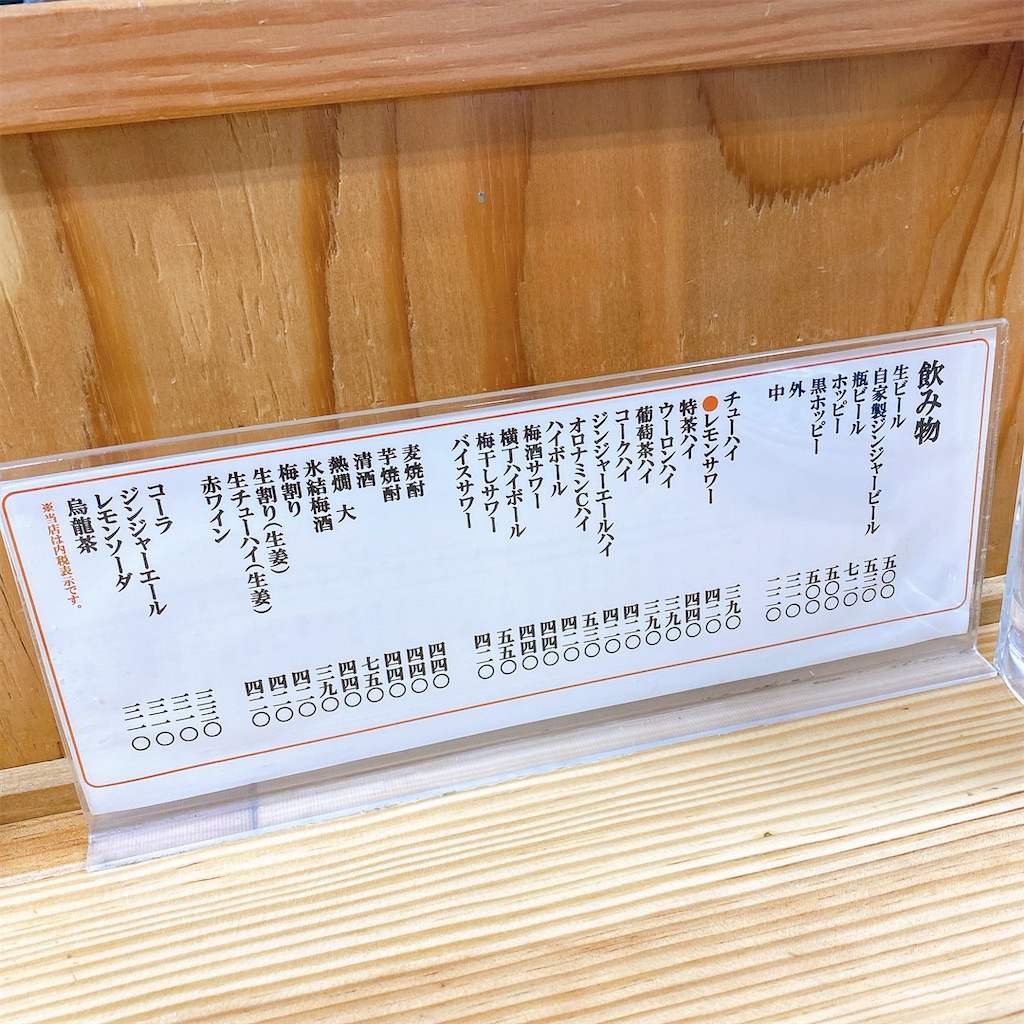 飲み物
生ビール 五〇〇
自家製ジンジャービール 五三〇
瓶ビール 七二〇
ホッピー 五〇〇
黒ホッピー 五〇〇
外 三一〇
中 二二〇
チューハイ 三九〇
●レモンサワー 四二〇
特茶ハイ 四四〇
ウーロンハイ 三九〇
葡萄茶ハイ 三九〇
コークハイ 四二〇
ジンジャーエールハイ 四二〇
オロナミンCハイ 五三〇
ハイボール 四二〇
梅酒サワー 四四〇
横丁ハイボール 四四〇
梅干しサワー 五五〇
バイスサワー 四二〇
麦焼酎 四四〇
芋焼酎 四四〇
清酒 四四〇
熱燗 大 七五〇
氷結梅酒 四四〇
梅割り 三九〇
生割り(生姜) 四二〇
生チューハイ(生姜) 四二〇
赤ワイン 四二〇
コーラ 三三〇
ジンジャーエール 三一〇
レモンソーダ 三一〇
烏龍茶 三一〇
※当店は内税表示です。